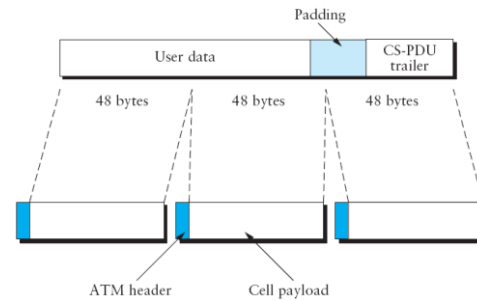 Padding
User data
CS-PDU
trailer
48 bytes 48 bytes 48 bytes
ATM header Cell payload